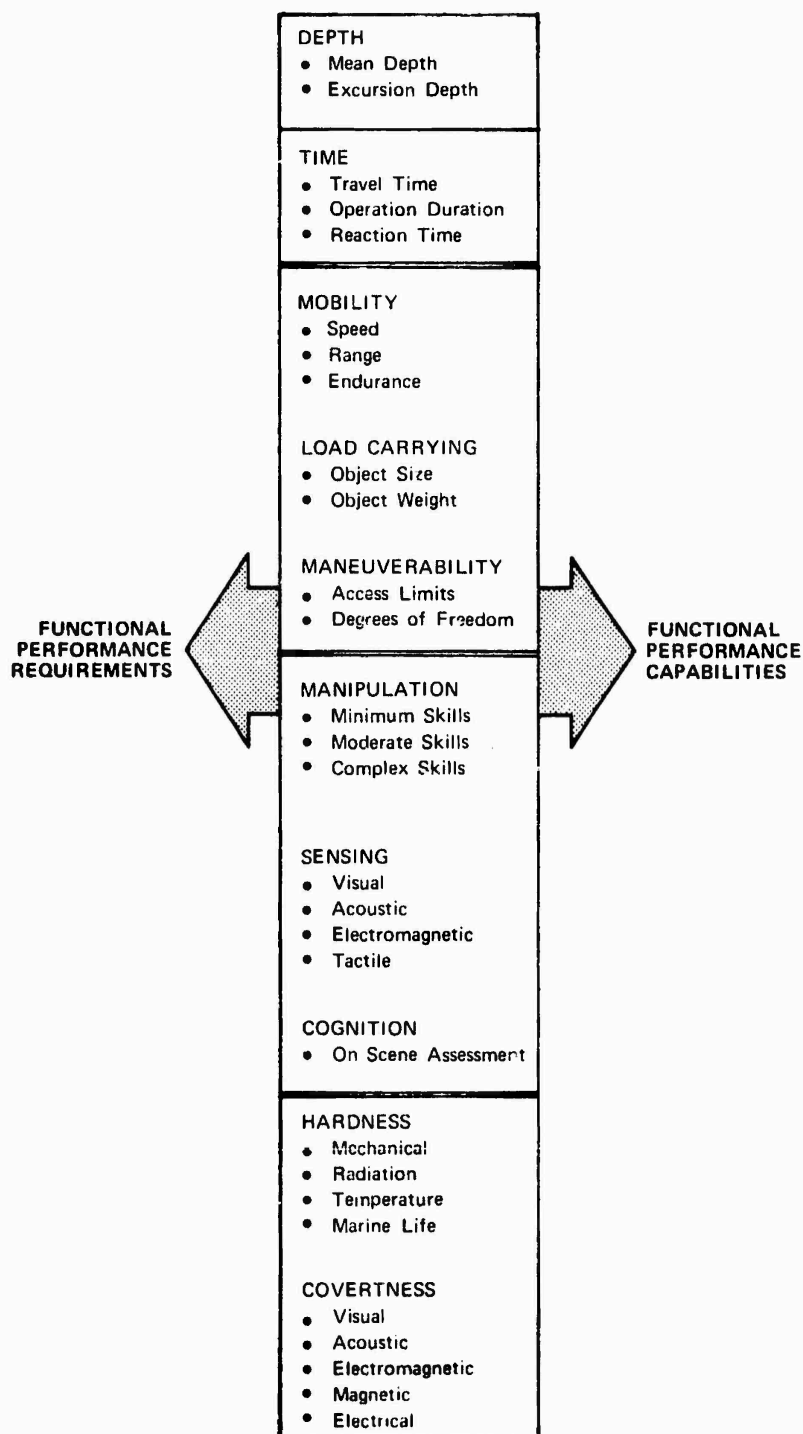 DEPTH
• Mean Depth
• Excursion Depth
TIME
• Travel Time
• Operation Duration
• Reaction Time
MOBILITY
• Speed
• Range
• Endurance
LOAD CARRYING
• Object Size
• Object Weight
MANEUVERABILITY
• Access Limits
• Degrees of Freedom
FUNCTIONAL
PERFORMANCE
REQUIREMENTS
FUNCTIONAL
PERFORMANCE
CAPABILITIES
MANIPULATION
• Minimum Skills
• Moderate Skills
• Complex Skills
SENSING
• Visual
• Acoustic
• Electromagnetic
• Tactile
COGNITION
• On Scene Assessment
HARDNESS
• Mechanical
• Radiation
• Temperature
• Marine Life
COVERTNESS
• Visual
• Acoustic
• Electromagnetic
• Magnetic
• Electrical